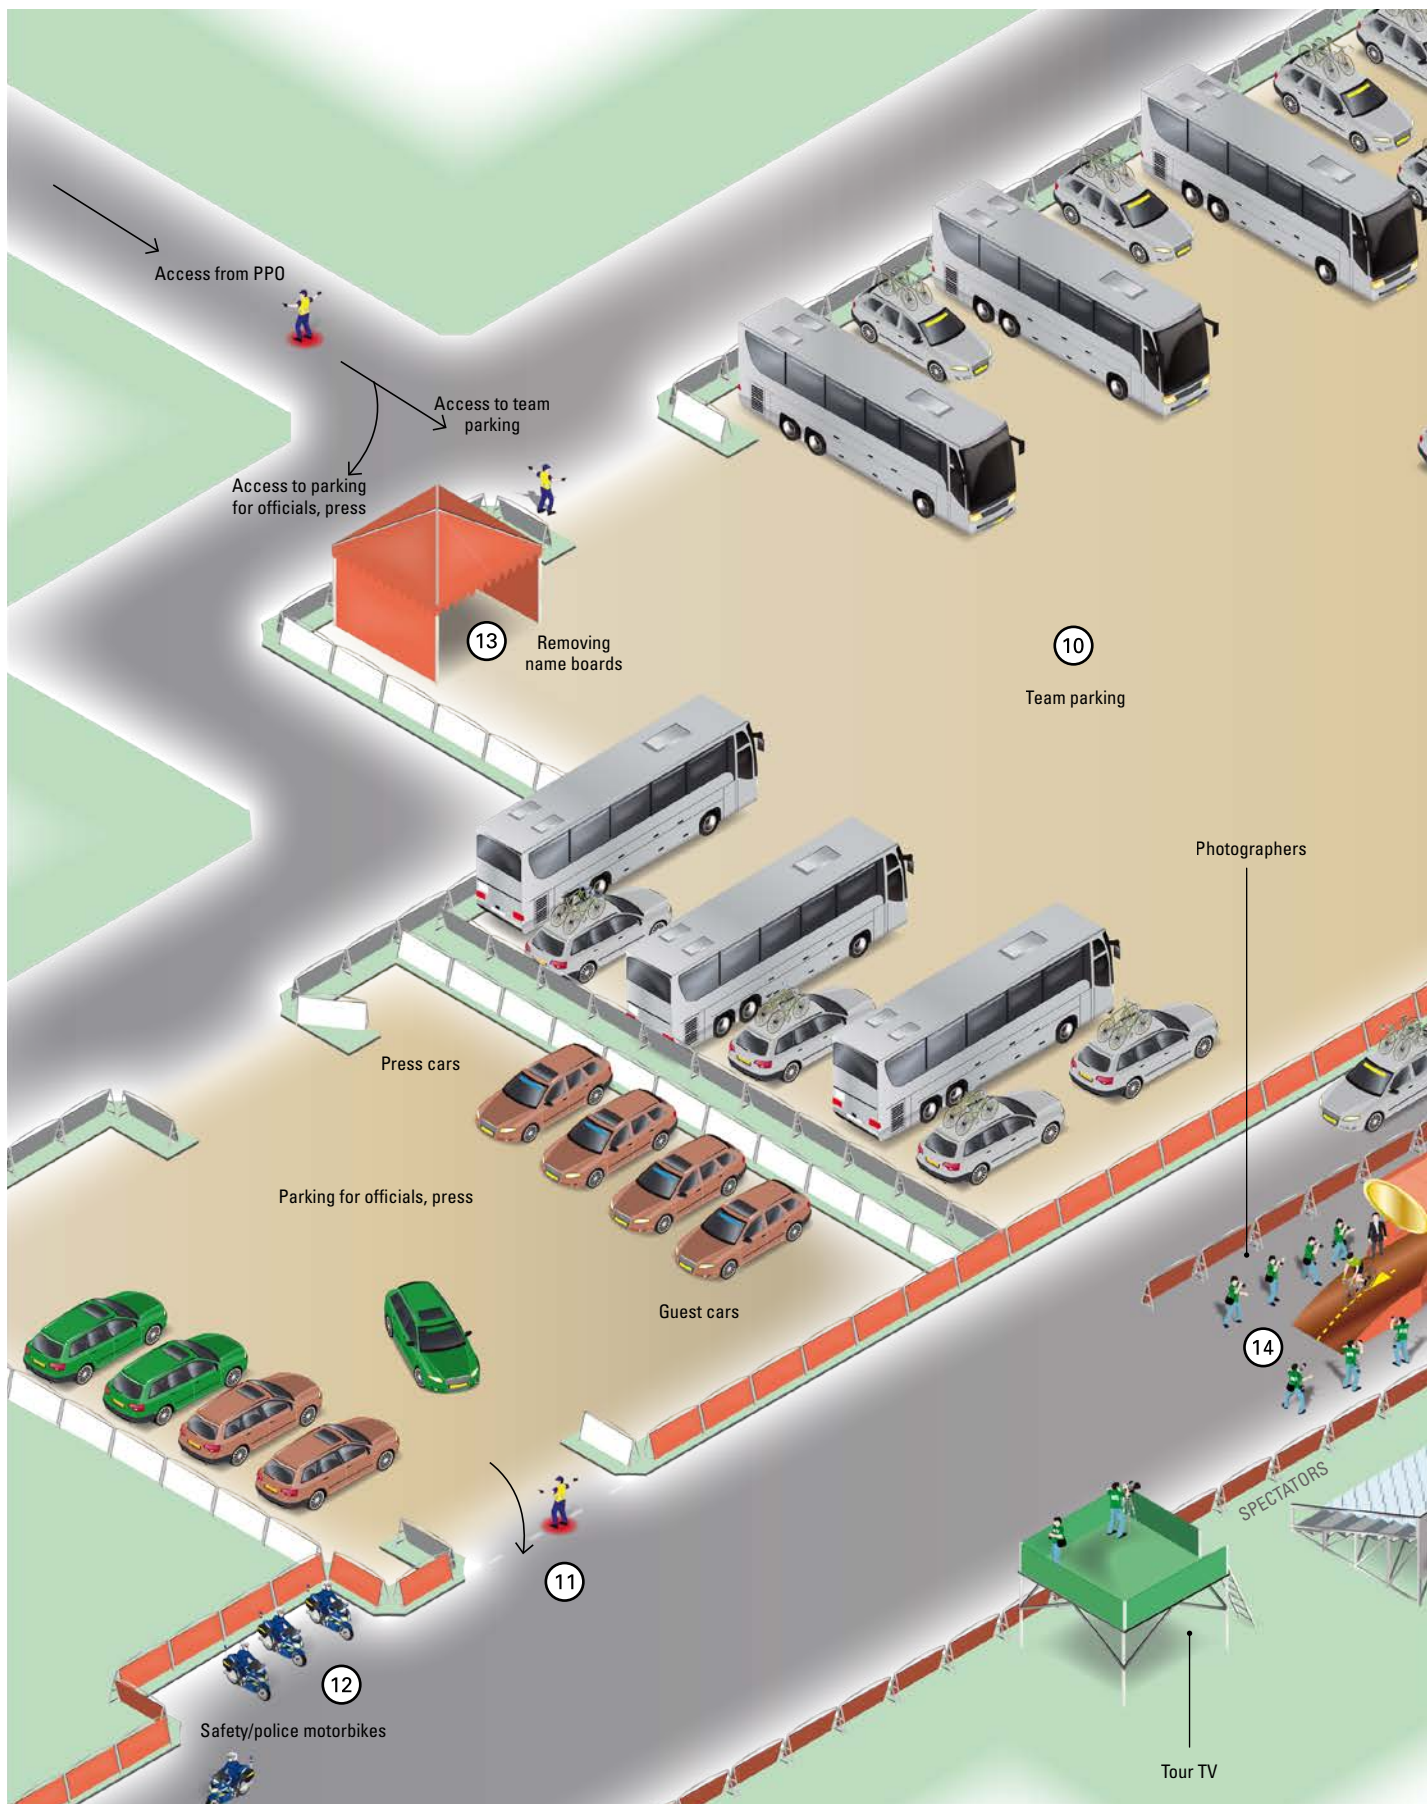 Access from PPO
Access to team
parking
Access to parking
for officials, press
13
Removing
name boards
10
Team parking
Photographers
Press cars
Parking for officials, press
Guest cars
14
SPECTATORS
11
12
Safety/police motorbikes
Tour TV